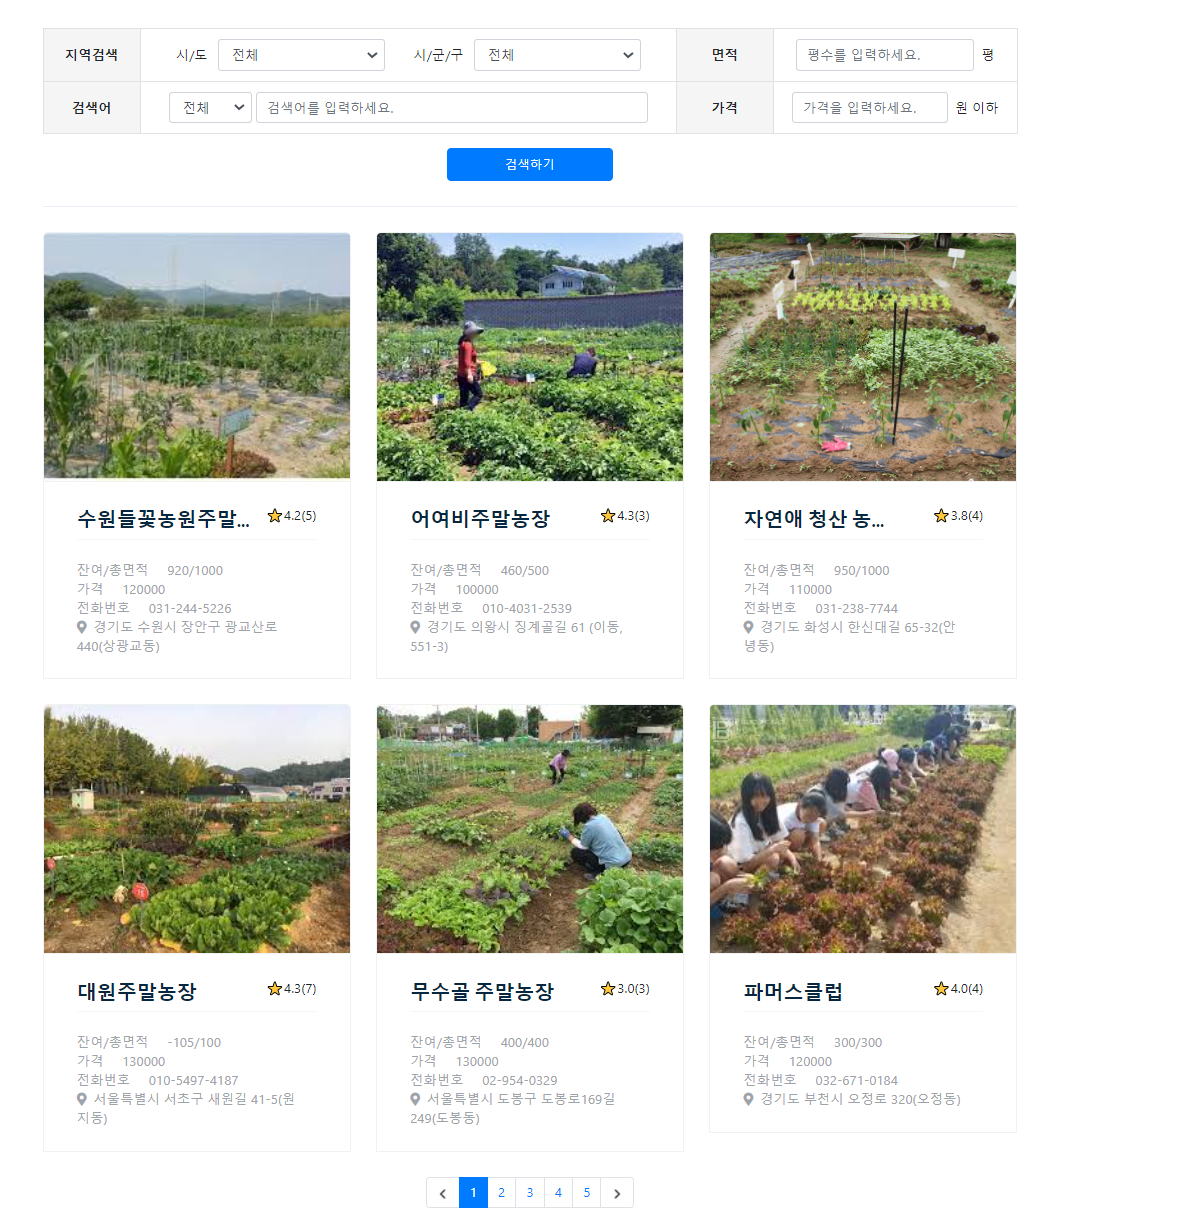 지역검색 시/도 전체 시/군/구 전체 면적 평수를 입력하세요. 평
검색어 전체 검색어를 입력하세요. 가격 가격을 입력하세요. 원 이하
검색하기
수원들꽃농원주말... 4.2(5)
잔여/총면적 920/1000
가격 120000
전화번호 031-244-5226
경기도 수원시 장안구 광교산로
440(상광교동)
어여비주말농장 4.3(3)
잔여/총면적 460/500
가격 100000
전화번호 010-4031-2539
경기도 의왕시 징계골길 61 (이동,
551-3)
자연애 청산 농... 3.8(4)
잔여/총면적 950/1000
가격 110000
전화번호 031-238-7744
경기도 화성시 한신대길 65-32(안
녕동)
대원주말농장 4.3(7)
잔여/총면적 -105/100
가격 130000
전화번호 010-5497-4187
서울특별시 서초구 새원길 41-5(원
지동)
무수골 주말농장 3.0(3)
잔여/총면적 400/400
가격 130000
전화번호 02-954-0329
서울특별시 도봉구 도봉로169길
249(도봉동)
파머스클럽 4.0(4)
잔여/총면적 300/300
가격 120000
전화번호 032-671-0184
경기도 부천시 오정로 320(오정동)
1 2 3 4 5